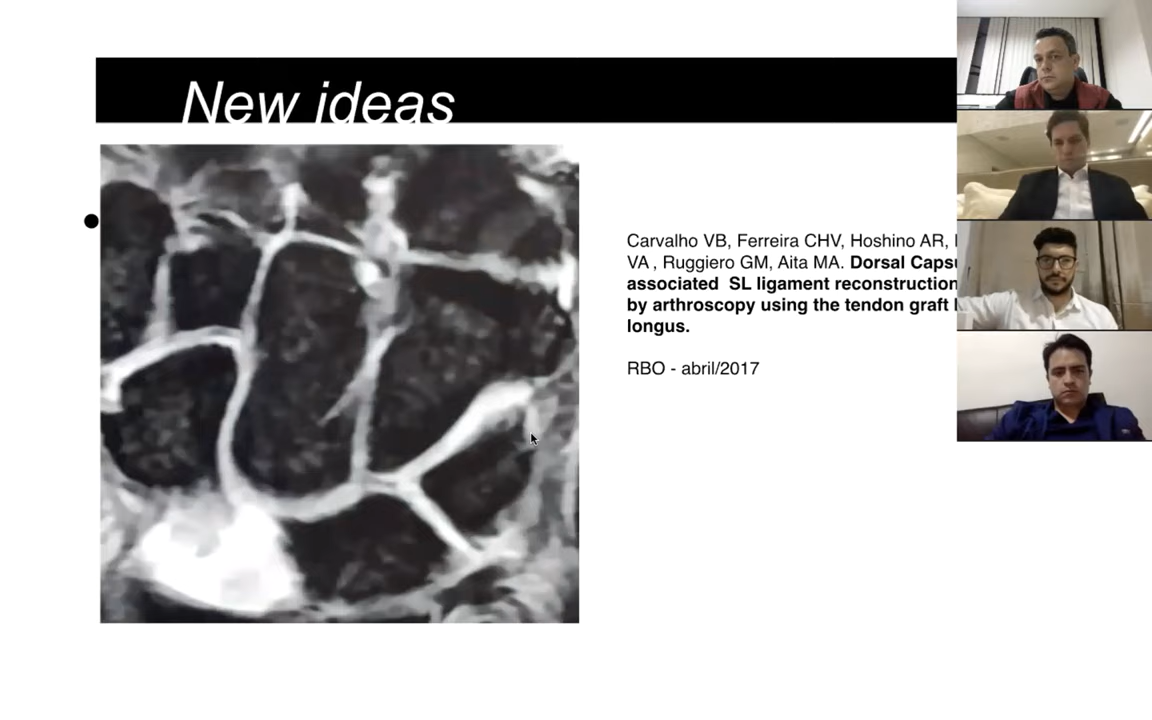 New ideas
Carvalho VB, Ferreira CHV, Hoshino AR,
VA , Ruggiero GM, Aita MA. Dorsal
associated SL ligament reconstruction
by arthroscopy using the tendon graft
longus.
RBO - abril/2017